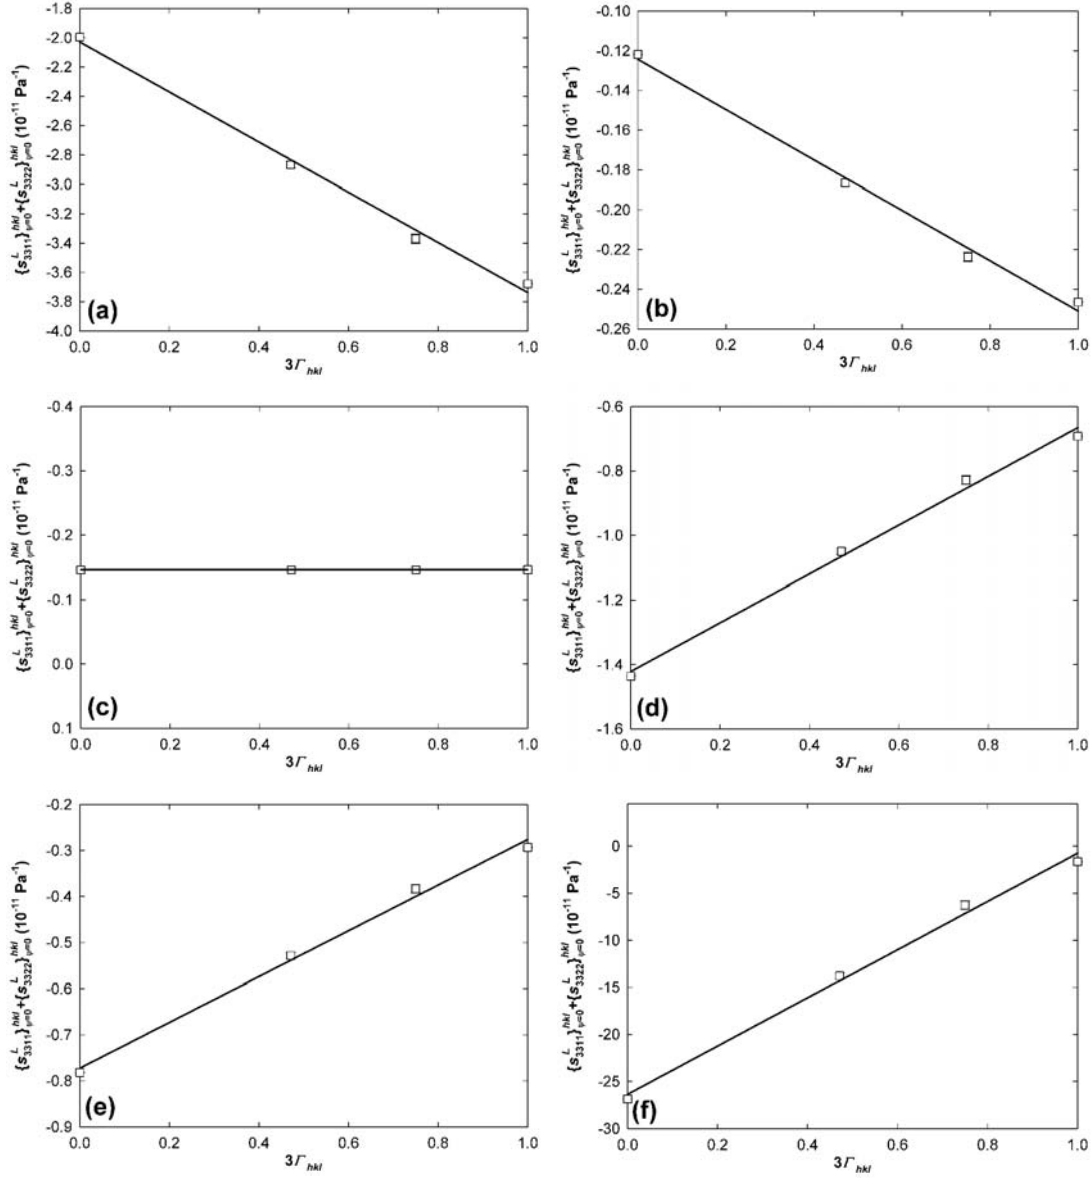 -1.8
-2.0
-2.2
-2.4
-2.6
-2.8
-3.0
-3.2
-3.4
-3.6
-3.8
-4.0
{s^L_3311}^hkl_ψ=0+{s^L_3322}^hkl_ψ=0 (10^-11 Pa^-1)
(a)
0.0 0.2 0.4 0.6 0.8 1.0
3Γ_hkl
-0.10
-0.12
-0.14
-0.16
-0.18
-0.20
-0.22
-0.24
-0.26
{s^L_3311}^hkl_ψ=0+{s^L_3322}^hkl_ψ=0 (10^-11 Pa^-1)
(b)
0.0 0.2 0.4 0.6 0.8 1.0
3Γ_hkl
-0.4
-0.3
-0.2
-0.1
0.0
0.1
{s^L_3311}^hkl_ψ=0+{s^L_3322}^hkl_ψ=0 (10^-11 Pa^-1)
(c)
0.0 0.2 0.4 0.6 0.8 1.0
3Γ_hkl
-0.6
-0.8
-1.0
-1.2
-1.4
-1.6
{s^L_3311}^hkl_ψ=0+{s^L_3322}^hkl_ψ=0 (10^-11 Pa^-1)
(d)
0.0 0.2 0.4 0.6 0.8 1.0
3Γ_hkl
-0.2
-0.3
-0.4
-0.5
-0.6
-0.7
-0.8
-0.9
{s^L_3311}^hkl_ψ=0+{s^L_3322}^hkl_ψ=0 (10^-11 Pa^-1)
(e)
0.0 0.2 0.4 0.6 0.8 1.0
3Γ_hkl
0
-5
-10
-15
-20
-25
-30
{s^L_3311}^hkl_ψ=0+{s^L_3322}^hkl_ψ=0 (10^-11 Pa^-1)
(f)
0.0 0.2 0.4 0.6 0.8 1.0
3Γ_hkl